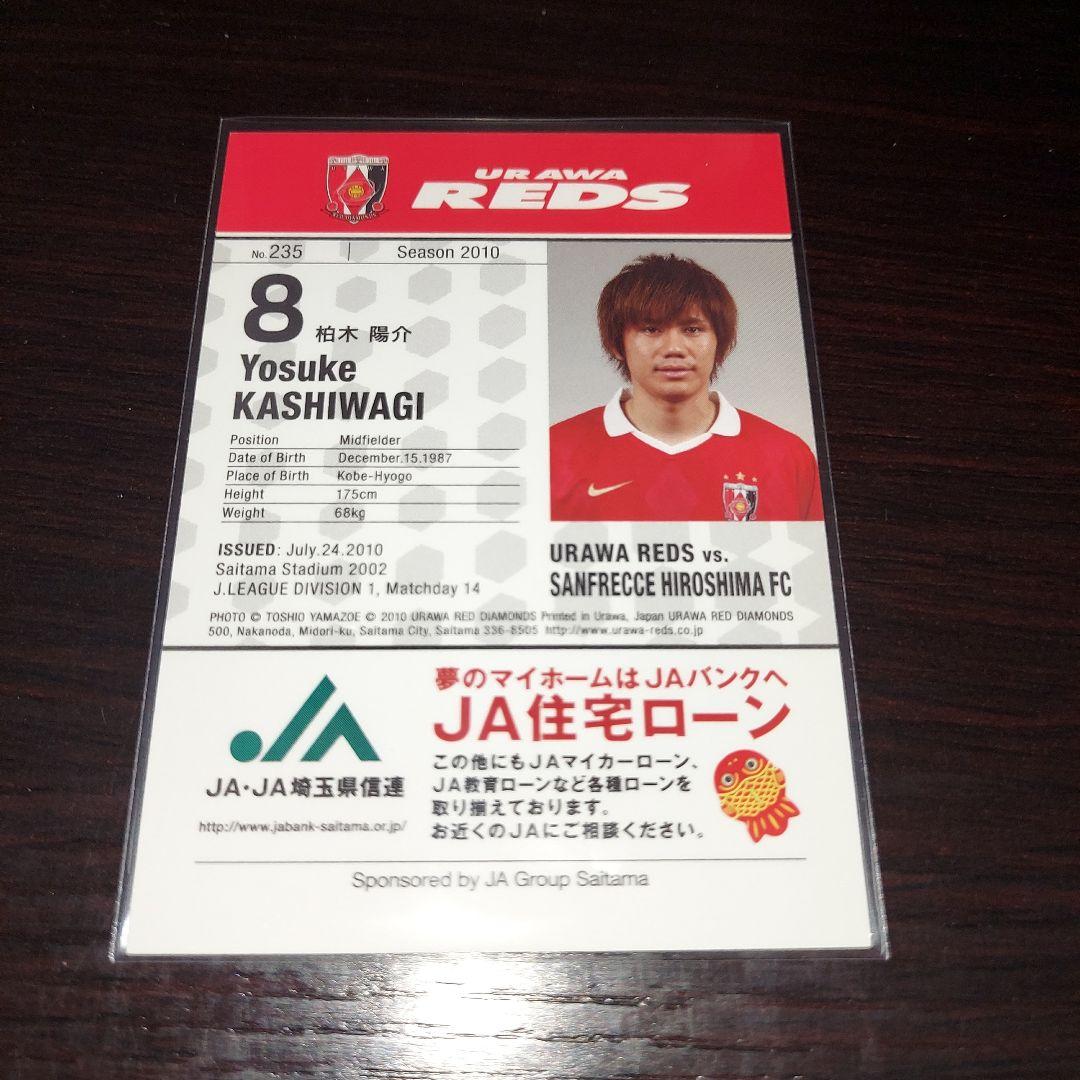 URAWA
REDS
RED DIAMONDS
No.235 | Season 2010
8 柏木 陽介
Yosuke
KASHIWAGI
Position Midfielder
Date of Birth December.15.1987
Place of Birth Kobe-Hyogo
Height 175cm
Weight 68kg
ISSUED: July.24.2010
Saitama Stadium 2002
J.LEAGUE DIVISION 1, Matchday 14
URAWA REDS vs.
SANFRECCE HIROSHIMA FC
PHOTO © TOSHIO YAMAZOE © 2010 URAWA RED DIAMONDS Printed in Urawa, Japan URAWA RED DIAMONDS
500, Nakanoda, Midori-ku, Saitama City, Saitama 336-8505 http://www.urawa-reds.co.jp
JA
JA・JA埼玉県信連
http://www.jabank-saitama.or.jp/
夢のマイホームはJAバンクへ
JA住宅ローン
この他にもJAマイカーローン、
JA教育ローンなど各種ローンを
取り揃えております。
お近くのJAにご相談ください。
Sponsored by JA Group Saitama